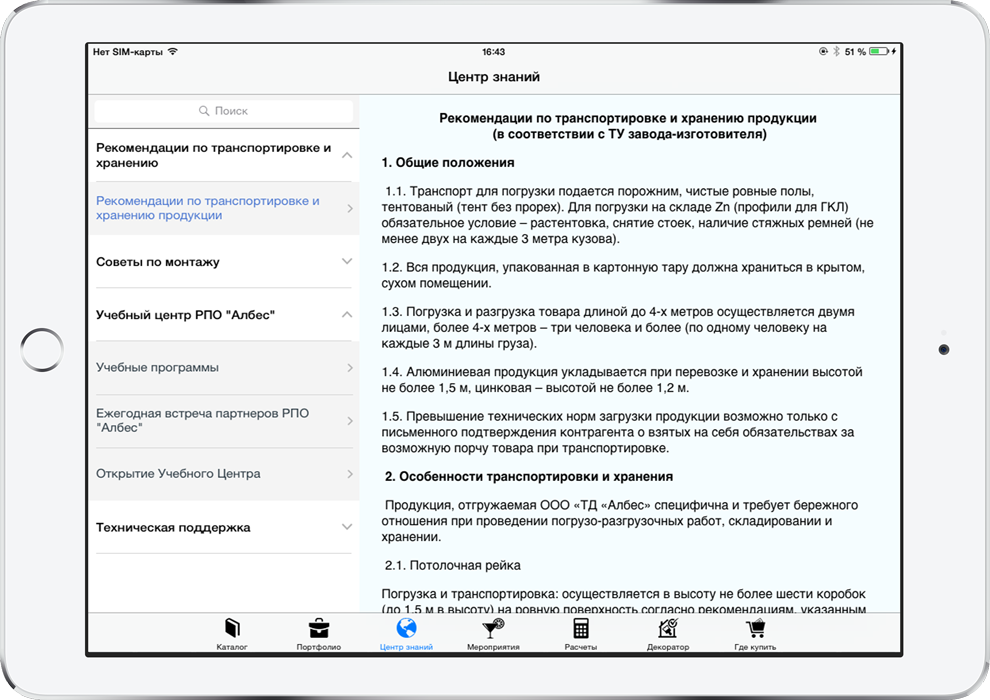 Нет SIM-карты
16:43
51 %
Центр знаний
Поиск
Рекомендации по транспортировке и
хранению
Рекомендации по транспортировке и
хранению продукции
Советы по монтажу
Учебный центр РПО "Албес"
Учебные программы
Ежегодная встреча партнеров РПО
"Албес"
Открытие Учебного Центра
Техническая поддержка
Рекомендации по транспортировке и хранению продукции
(в соответствии с ТУ завода-изготовителя)
1. Общие положения
1.1. Транспорт для погрузки подается порожним, чистые ровные полы,
тентованый (тент без прорех). Для погрузки на складе Zn (профили для ГКЛ)
обязательное условие – растентовка, снятие стоек, наличие стяжных ремней (не
менее двух на каждые 3 метра кузова).
1.2. Вся продукция, упакованная в картонную тару должна храниться в крытом,
сухом помещении.
1.3. Погрузка и разгрузка товара длиной до 4-х метров осуществляется двумя
лицами, более 4-х метров – три человека и более (по одному человеку на
каждые 3 м длины груза).
1.4. Алюминиевая продукция укладывается при перевозке и хранении высотой
не более 1,5 м, цинковая – высотой не более 1,2 м.
1.5. Превышение технических норм загрузки продукции возможно только с
письменного подтверждения контрагента о взятых на себя обязательствах за
возможную порчу товара при транспортировке.
2. Особенности транспортировки и хранения
Продукция, отгружаемая ООО «ТД «Албес» специфична и требует бережного
отношения при проведении погрузо-разгрузочных работ, складировании и
хранении.
2.1. Потолочная рейка
Погрузка и транспортировка: осуществляется в высоту не более шести коробок
(до 1,5 м в высоту) на ровную поверхность согласно рекомендациям, указанным
Каталог
Портфолио
Центр знаний
Мероприятия
Расчеты
Декоратор
Где купить